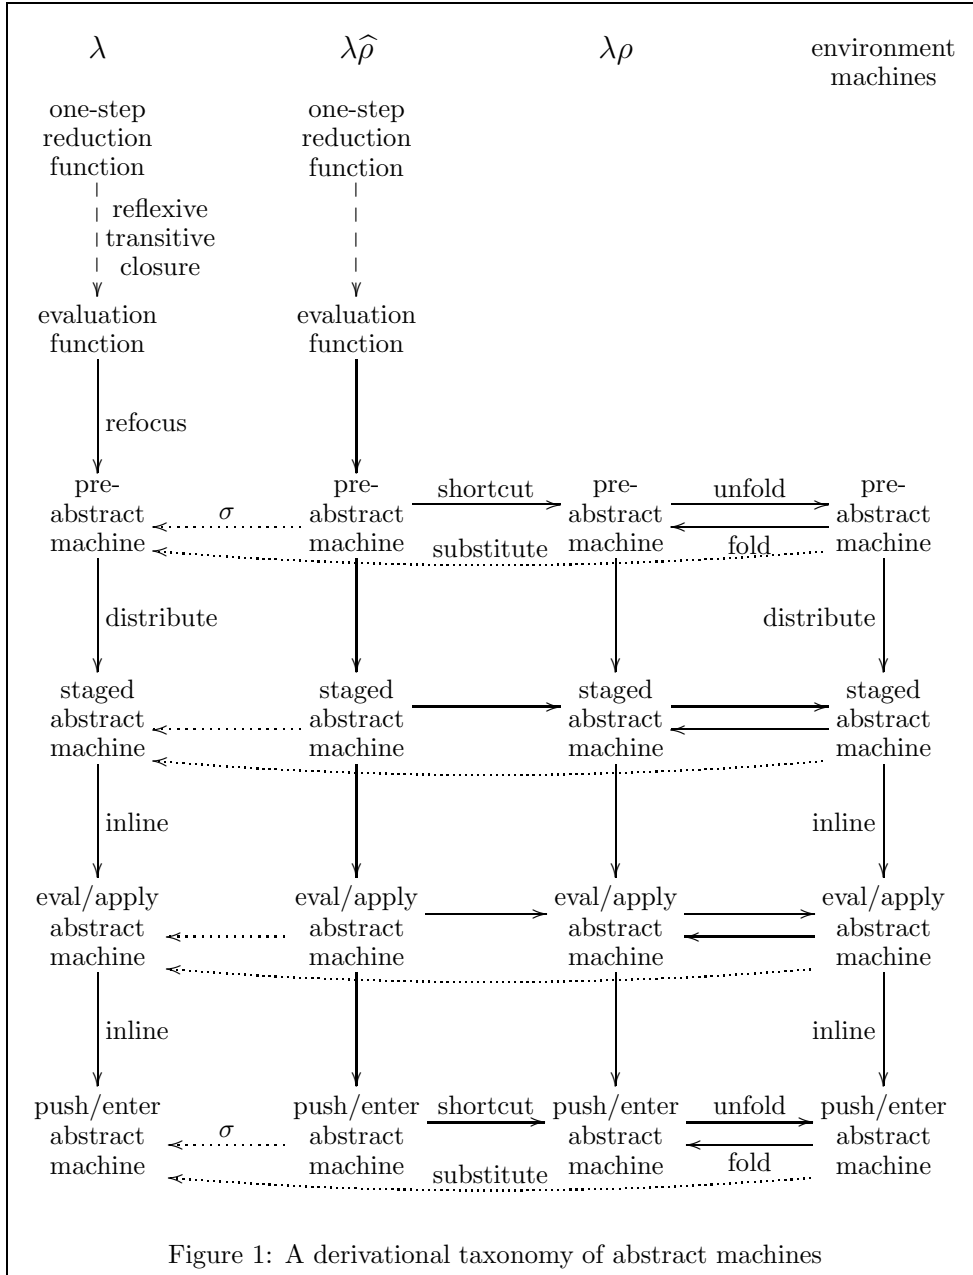 λ λρ̂ λρ environment
machines
one-step one-step
reduction reduction
function function
reflexive
transitive
closure
evaluation evaluation
function function
refocus
pre- pre- shortcut pre- unfold pre-
abstract σ abstract abstract abstract
machine machine substitute machine fold machine
distribute distribute
staged staged staged staged
abstract abstract abstract abstract
machine machine machine machine
inline inline
eval/apply eval/apply eval/apply eval/apply
abstract abstract abstract abstract
machine machine machine machine
inline inline
push/enter push/enter shortcut push/enter unfold push/enter
abstract σ abstract abstract abstract
machine machine substitute machine fold machine
Figure 1: A derivational taxonomy of abstract machines